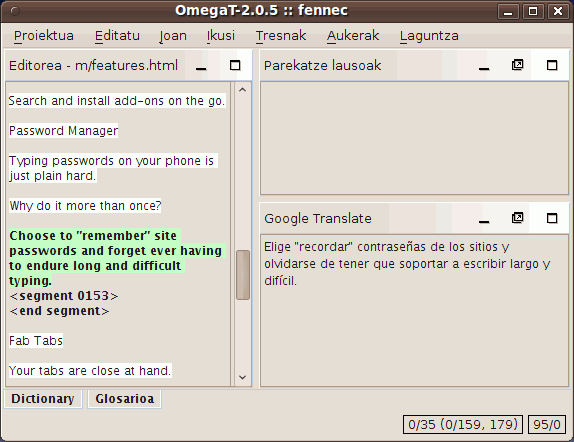 OmegaT-2.0.5 :: fennec
Proiektua Editatu Joan Ikusi Tresnak Aukerak Laguntza
Editorea - m/features.html
Search and install add-ons on the go.
Password Manager
Typing passwords on your phone is
just plain hard.
Why do it more than once?
Choose to "remember" site
passwords and forget ever having
to endure long and difficult
typing.
<segment 0153>
<end segment>
Fab Tabs
Your tabs are close at hand.
Parekatze lausoak
Google Translate
Elige "recordar" contraseñas de los sitios y
olvidarse de tener que soportar a escribir largo y
difícil.
Dictionary Glosarioa
0/35 (0/159, 179) 95/0